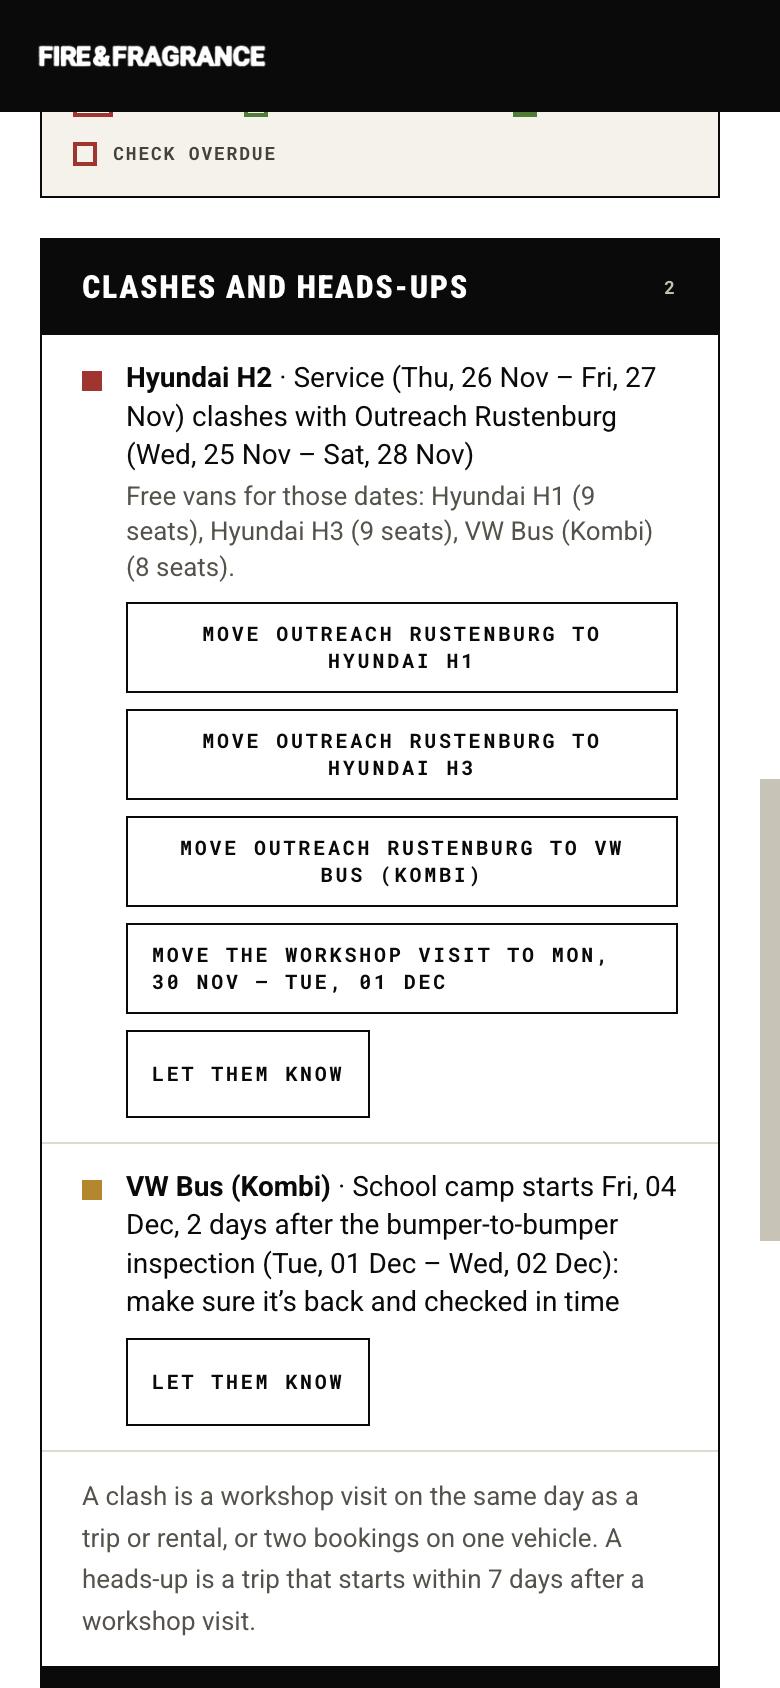 FIRE&FRAGRANCE
CHECK OVERDUE
CLASHES AND HEADS-UPS
2
Hyundai H2 · Service (Thu, 26 Nov – Fri, 27
Nov) clashes with Outreach Rustenburg
(Wed, 25 Nov – Sat, 28 Nov)
Free vans for those dates: Hyundai H1 (9
seats), Hyundai H3 (9 seats), VW Bus (Kombi)
(8 seats).
MOVE OUTREACH RUSTENBURG TO
HYUNDAI H1
MOVE OUTREACH RUSTENBURG TO
HYUNDAI H3
MOVE OUTREACH RUSTENBURG TO VW
BUS (KOMBI)
MOVE THE WORKSHOP VISIT TO MON,
30 NOV – TUE, 01 DEC
LET THEM KNOW
VW Bus (Kombi) · School camp starts Fri, 04
Dec, 2 days after the bumper-to-bumper
inspection (Tue, 01 Dec – Wed, 02 Dec):
make sure it’s back and checked in time
LET THEM KNOW
A clash is a workshop visit on the same day as a
trip or rental, or two bookings on one vehicle. A
heads-up is a trip that starts within 7 days after a
workshop visit.